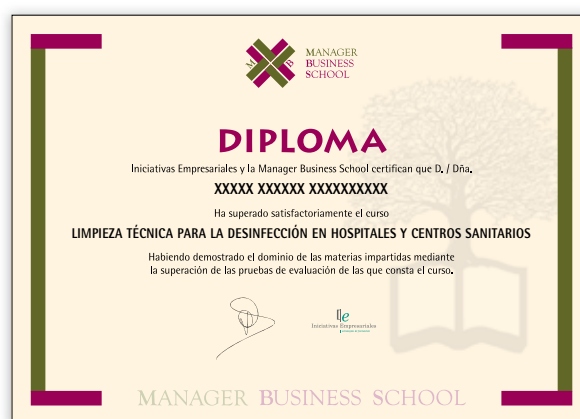 M B
MANAGER
BUSINESS
SCHOOL
DIPLOMA
Iniciativas Empresariales y la Manager Business School certifican que D. / Dña.
XXXXX XXXXXX XXXXXXXXXX
Ha superado satisfactoriamente el curso
LIMPIEZA TÉCNICA PARA LA DESINFECCIÓN EN HOSPITALES Y CENTROS SANITARIOS
Habiendo demostrado el dominio de las materias impartidas mediante
la superación de las pruebas de evaluación de las que consta el curso.
Iniciativas Empresariales
MANAGER BUSINESS SCHOOL